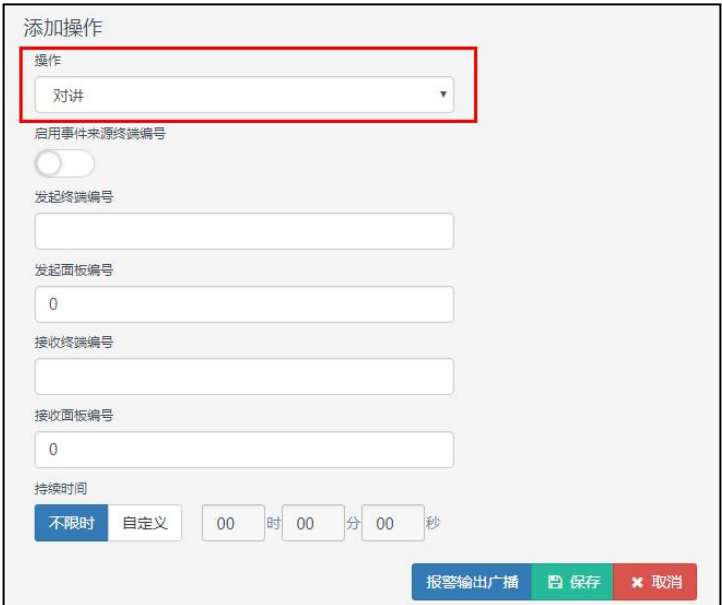 添加操作
操作
对讲
启用事件来源终端编号
发起终端编号
发起面板编号
0
接收终端编号
接收面板编号
0
持续时间
不限时 自定义 00 时 00 分 00 秒
报警输出广播 保存 取消